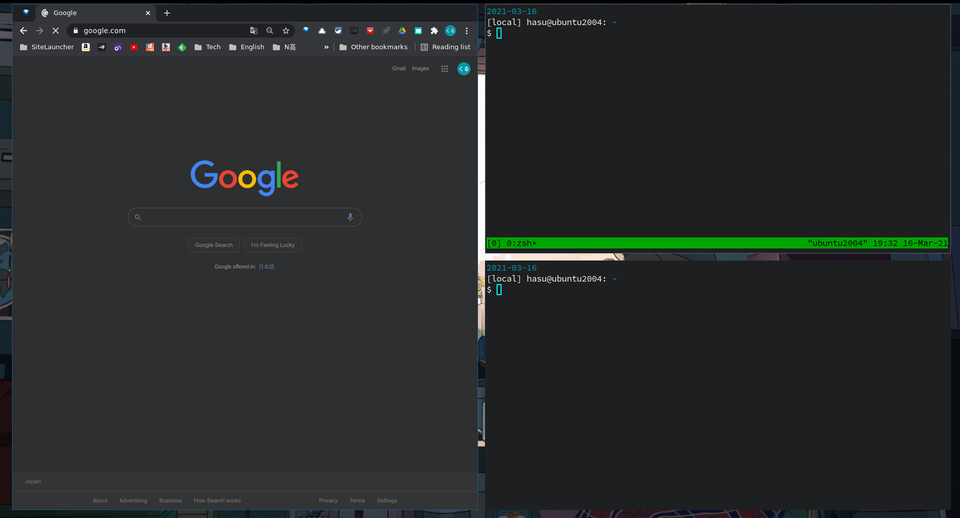 Google
google.com
SiteLauncher Tech English N高 » Other bookmarks Reading list
Gmail Images
くる
Google
Google Search I'm Feeling Lucky
Google offered in: 日本語
Japan
About Advertising Business How Search works Privacy Terms Settings
2021-03-16
[local] hasu@ubuntu2004: ~
$
[0] 0:zsh* "ubuntu2004" 19:32 16-Mar-21
2021-03-16
[local] hasu@ubuntu2004: ~
$